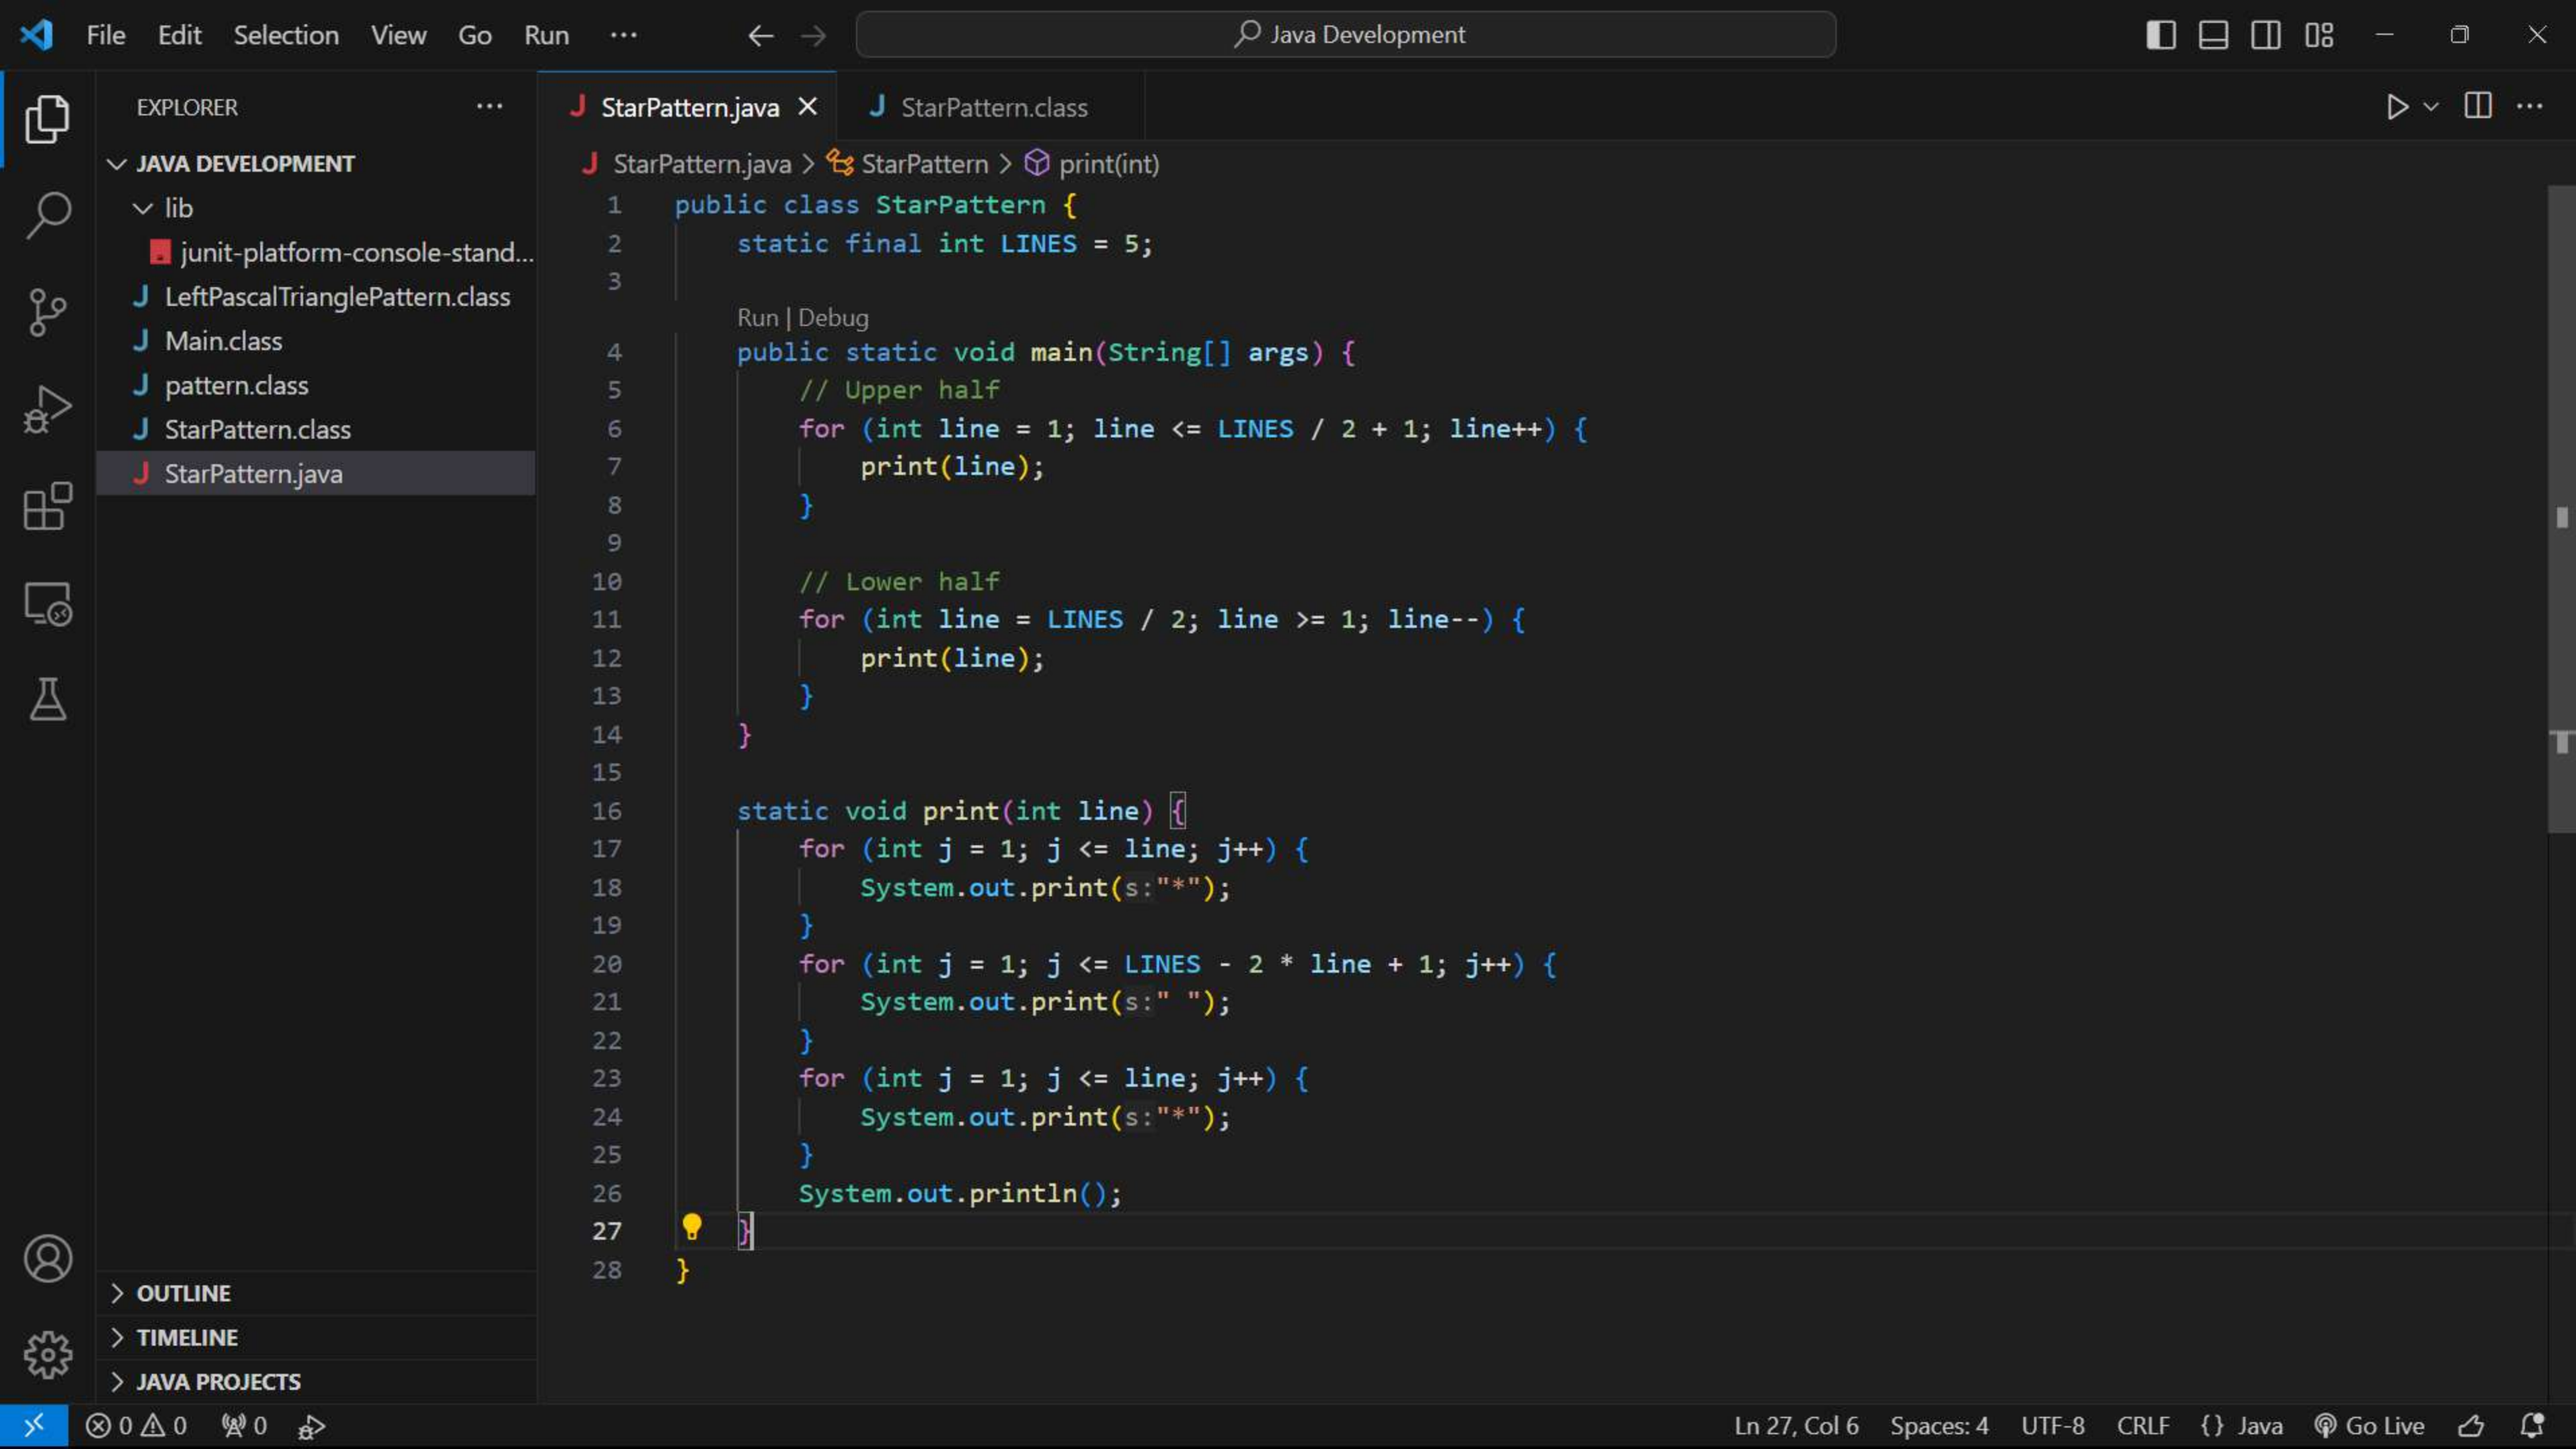 File Edit Selection View Go Run ··· Java Development
EXPLORER ···
JAVA DEVELOPMENT
lib
junit-platform-console-stand...
LeftPascalTrianglePattern.class
Main.class
pattern.class
StarPattern.class
StarPattern.java
OUTLINE
TIMELINE
JAVA PROJECTS
StarPattern.java StarPattern.class
StarPattern.java > StarPattern > print(int)
1 public class StarPattern {
2 static final int LINES = 5;
3
Run | Debug
4 public static void main(String[] args) {
5 // Upper half
6 for (int line = 1; line <= LINES / 2 + 1; line++) {
7 print(line);
8 }
9
10 // Lower half
11 for (int line = LINES / 2; line >= 1; line--) {
12 print(line);
13 }
14 }
15
16 static void print(int line) {
17 for (int j = 1; j <= line; j++) {
18 System.out.print(s:"*");
19 }
20 for (int j = 1; j <= LINES - 2 * line + 1; j++) {
21 System.out.print(s:" ");
22 }
23 for (int j = 1; j <= line; j++) {
24 System.out.print(s:"*");
25 }
26 System.out.println();
27 }
28 }
0 0 0 Ln 27, Col 6 Spaces: 4 UTF-8 CRLF {} Java Go Live